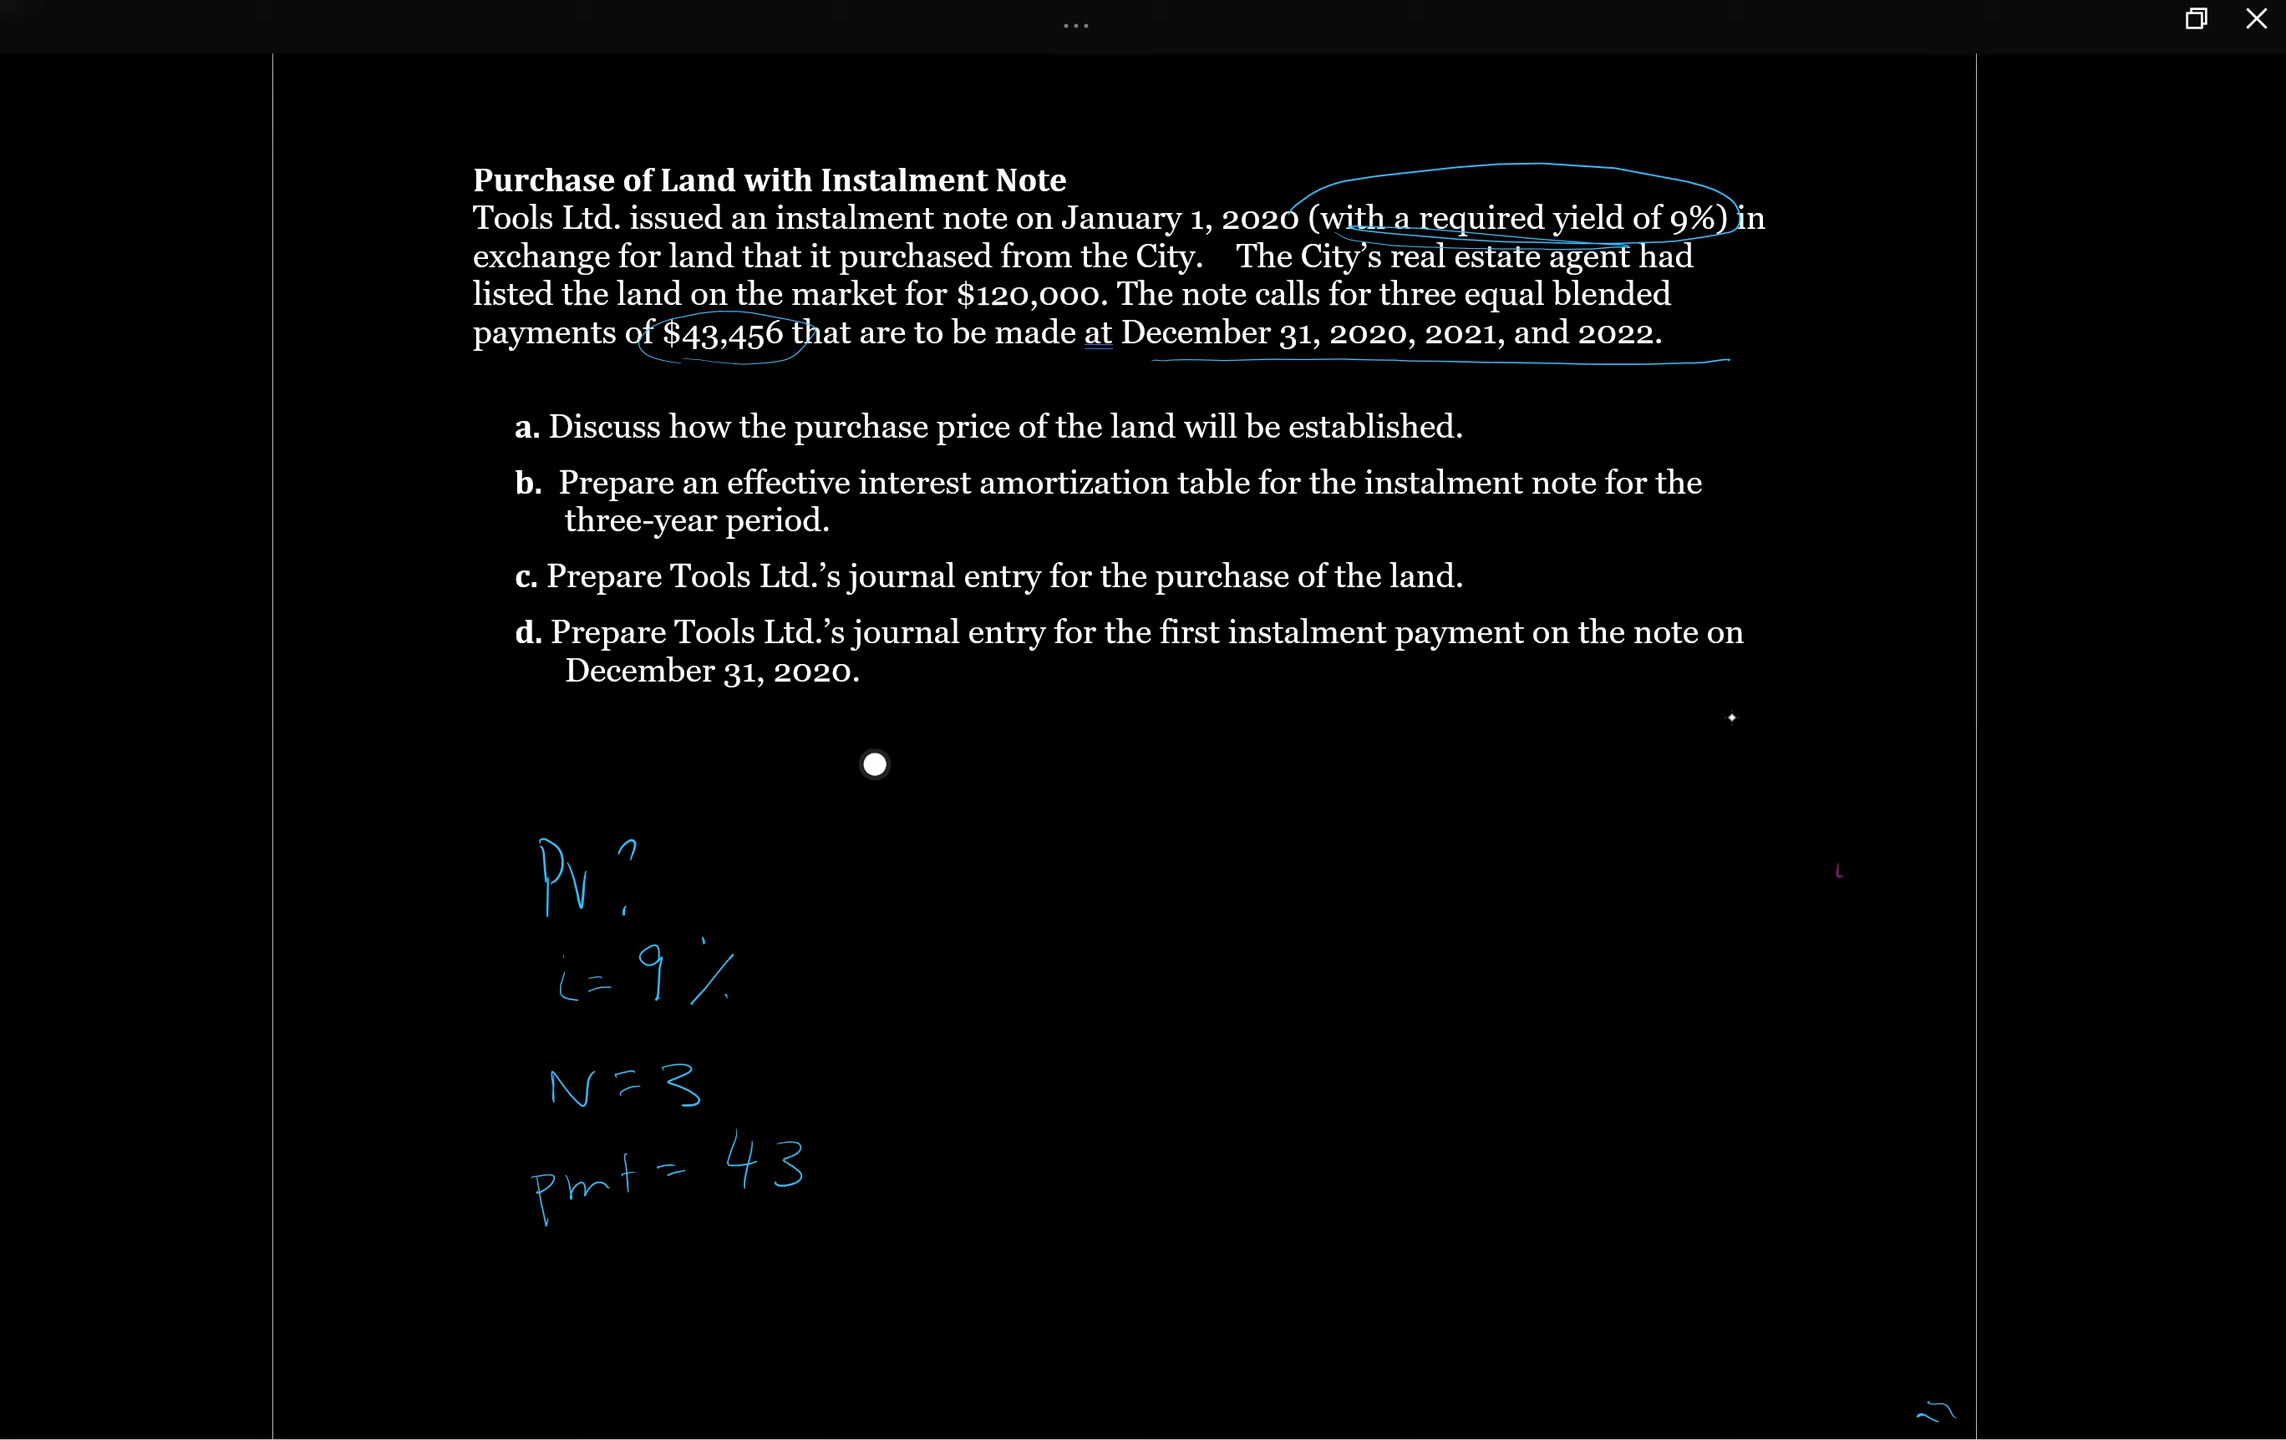 Purchase of Land with Instalment Note
Tools Ltd. issued an instalment note on January 1, 2020 (with a required yield of 9%) in
exchange for land that it purchased from the City. The City's real estate agent had
listed the land on the market for $120,000. The note calls for three equal blended
payments of $43,456 that are to be made at December 31, 2020, 2021, and 2022.
a. Discuss how the purchase price of the land will be established.
b. Prepare an effective interest amortization table for the instalment note for the
three-year period.
c. Prepare Tools Ltd.'s journal entry for the purchase of the land.
d. Prepare Tools Ltd.'s journal entry for the first instalment payment on the note on
December 31, 2020.
PV ?
i = 9 %
N = 3
pmt = 43